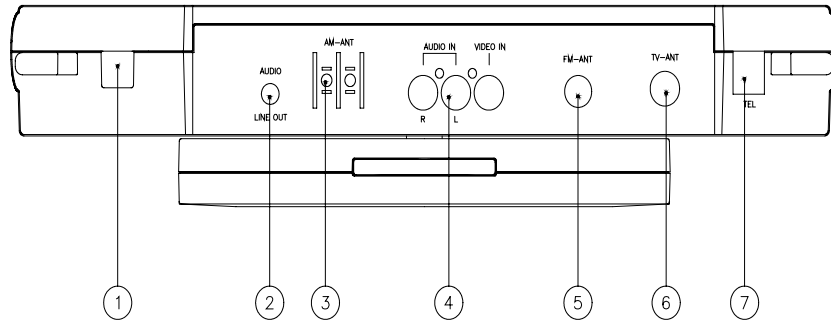 AM-ANT
AUDIO IN
VIDEO IN
FM-ANT
TV-ANT
AUDIO
LINE OUT
R
L
TEL
1
2
3
4
5
6
7